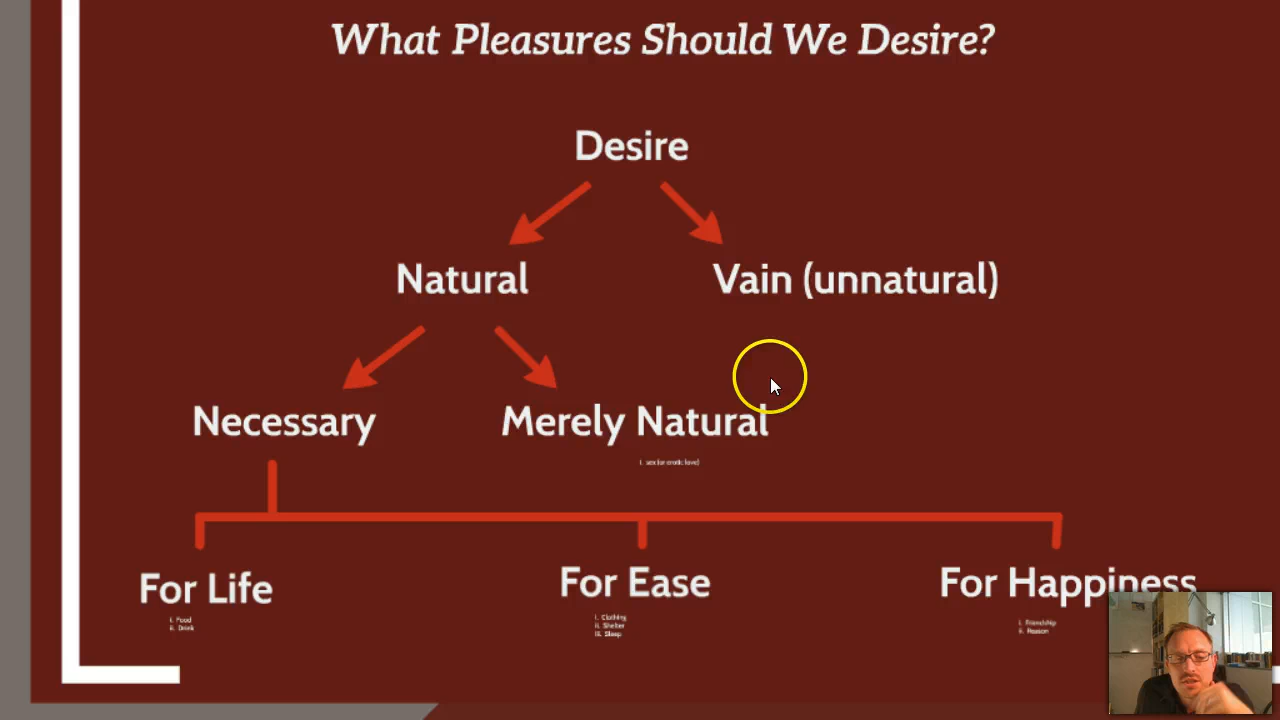 What Pleasures Should We Desire?
Desire
Natural
Vain (unnatural)
Necessary
Merely Natural
i. sex (or erotic love)
For Life
For Ease
For Happiness
i. Food
ii. Drink
i. Clothing
ii. Shelter
iii. Sleep
i. Friendship
ii. Reason